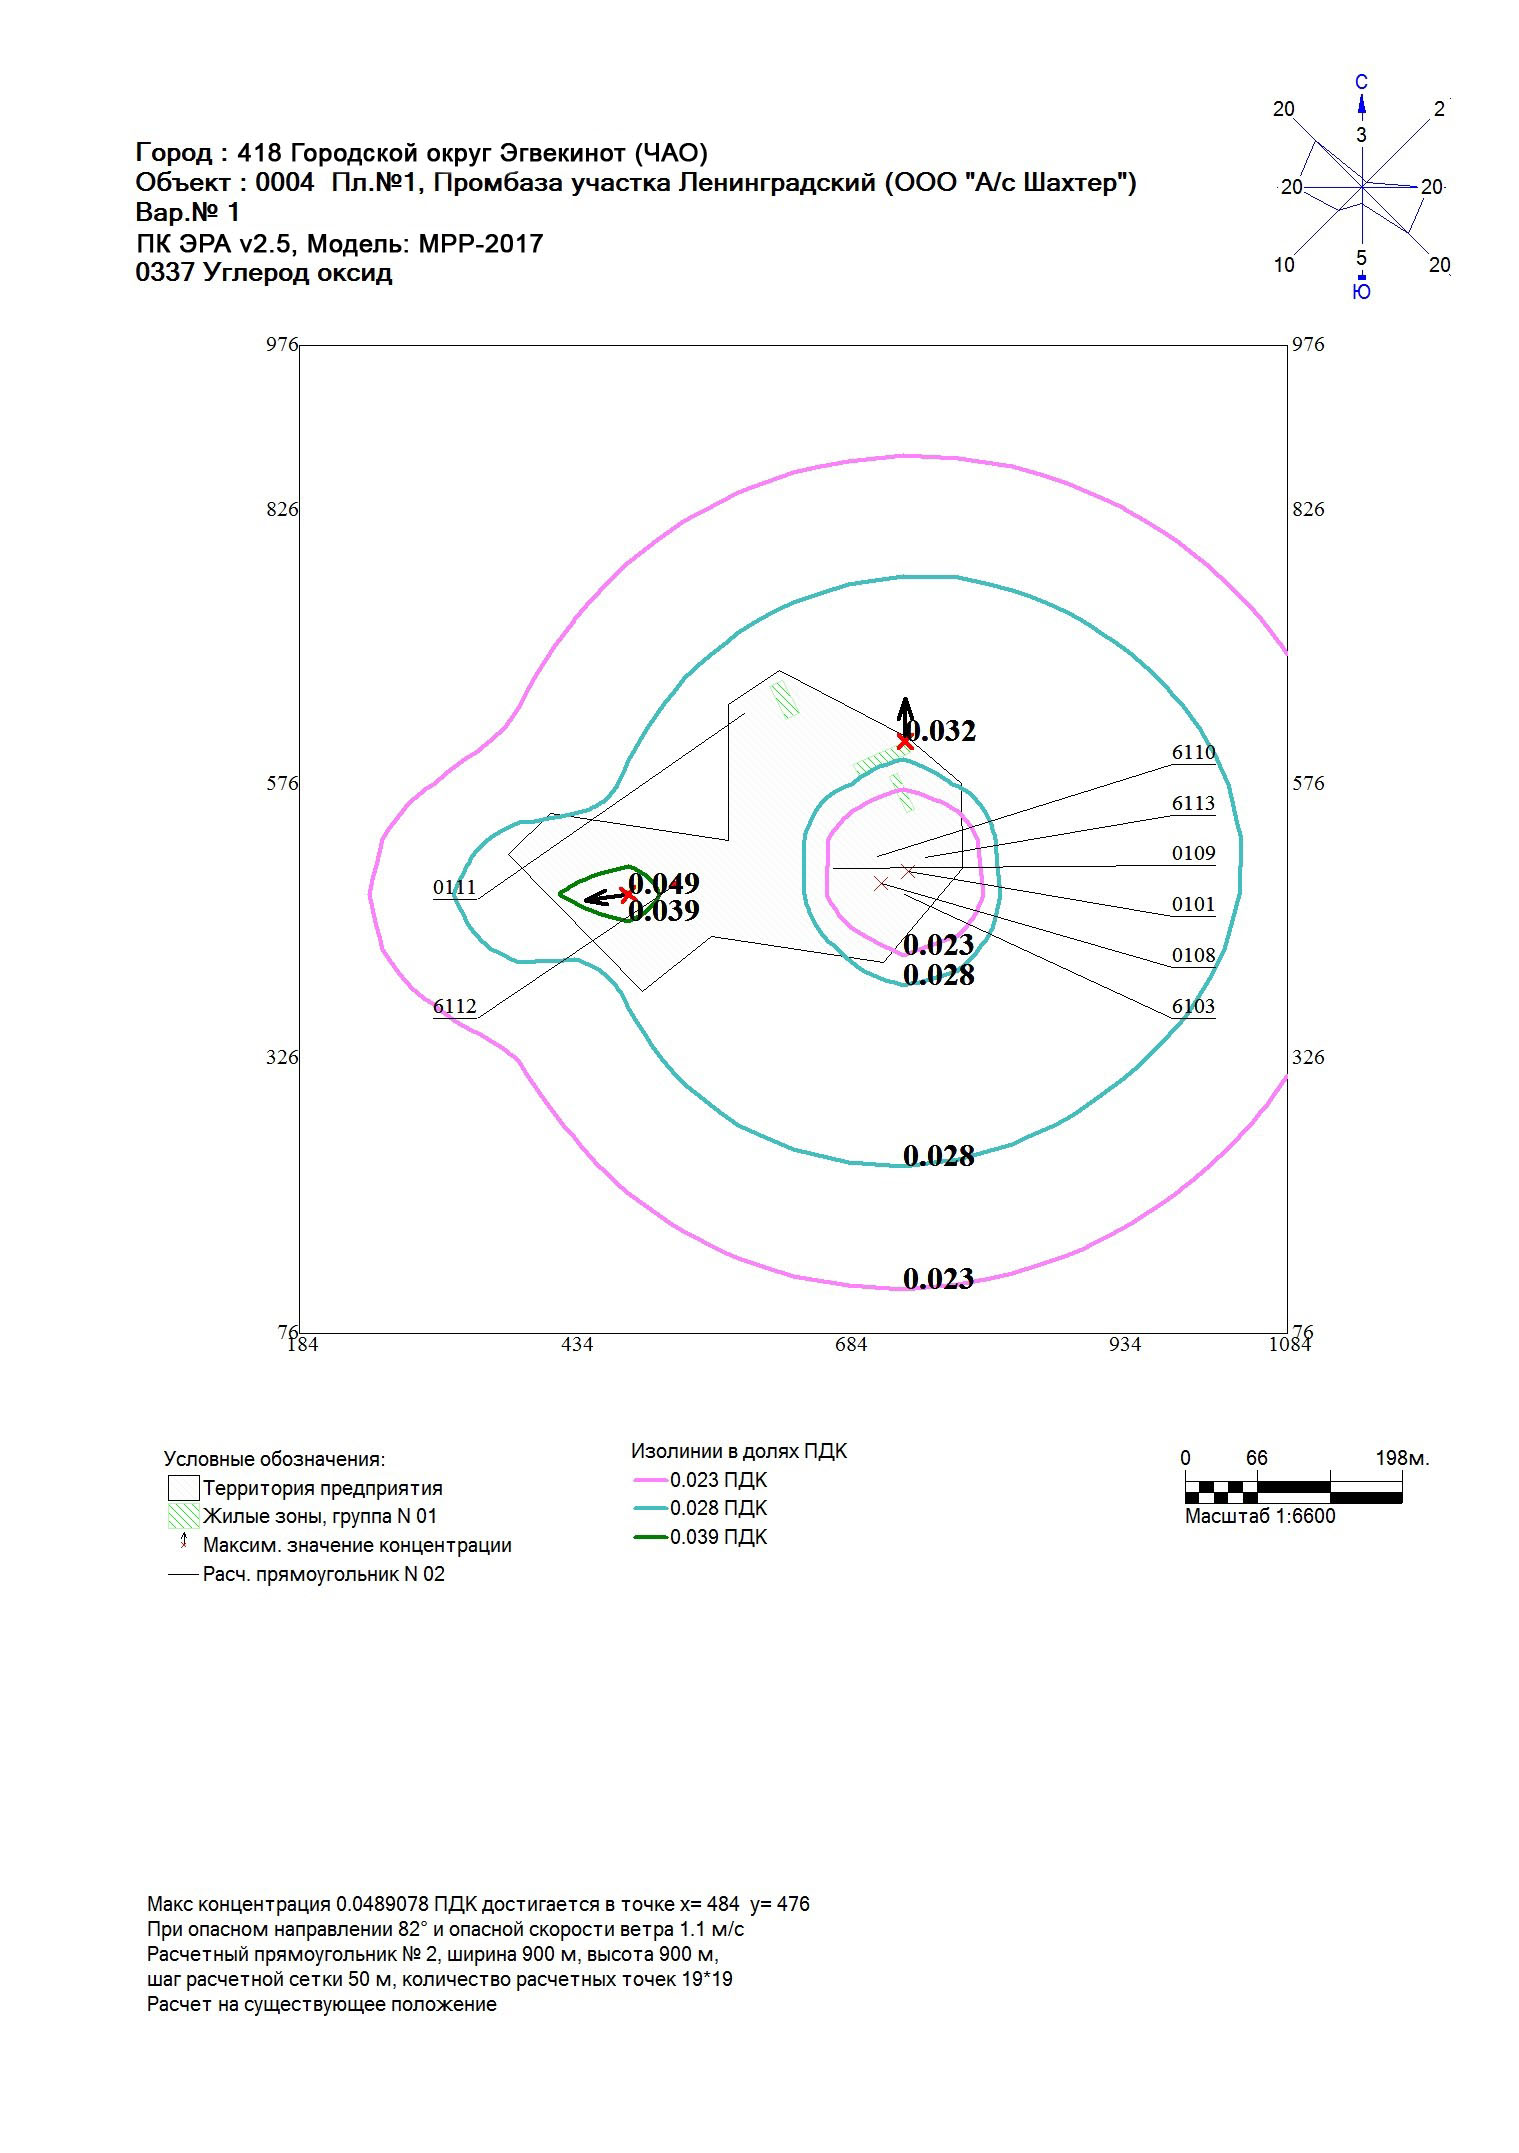 С
20
2
3
Город : 418 Городской округ Эгвекинот (ЧАО)
Объект : 0004 Пл.№1, Промбаза участка Ленинградский (ООО "А/с Шахтер")
20
20
Вар.№ 1
ПК ЭРА v2.5, Модель: МРР-2017
0337 Углерод оксид
10
5
20
Ю
976
976
826
826
0.032
6110
576
576
6113
0109
0.049
0111
0.039
0101
0.023
0108
0.028
6112
6103
326
326
0.028
0.023
76
76
184
434
684
934
1084
Условные обозначения:
Территория предприятия
Жилые зоны, группа N 01
Максим. значение концентрации
Расч. прямоугольник N 02
Изолинии в долях ПДК
0.023 ПДК
0.028 ПДК
0.039 ПДК
0 66 198м.
Масштаб 1:6600
Макс концентрация 0.0489078 ПДК достигается в точке x= 484 y= 476
При опасном направлении 82° и опасной скорости ветра 1.1 м/с
Расчетный прямоугольник № 2, ширина 900 м, высота 900 м,
шаг расчетной сетки 50 м, количество расчетных точек 19*19
Расчет на существующее положение